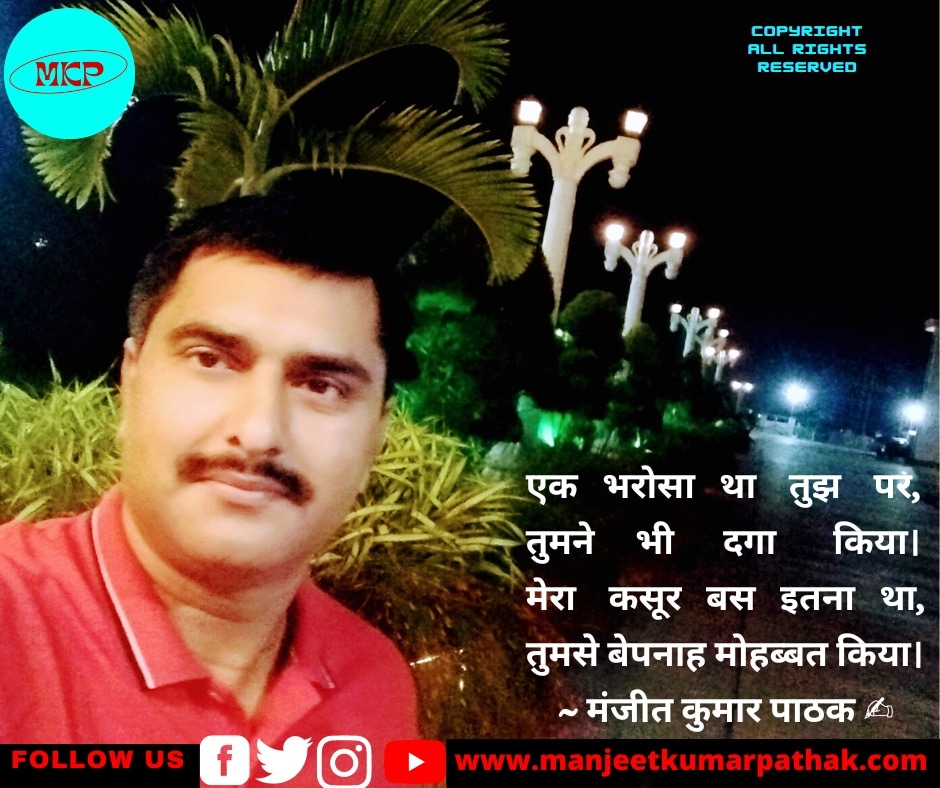 MKP
COPYRIGHT
ALL RIGHTS
RESERVED
एक भरोसा था तुझ पर,
तुमने भी दगा किया।
मेरा कसूर बस इतना था,
तुमसे बेपनाह मोहब्बत किया।
~ मंजीत कुमार पाठक ✍
FOLLOW US
www.manjeetkumarpathak.com